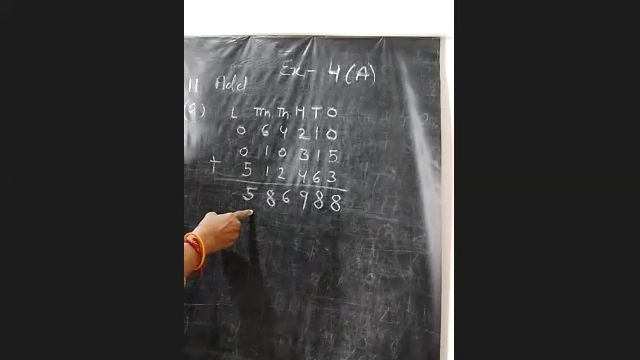 Ex- 4(A)
1 Add
(a) L TTh Th H T O
0 6 4 2 1 0
0 1 0 3 1 5
+ 5 1 2 4 6 3
5 8 6 9 8 8